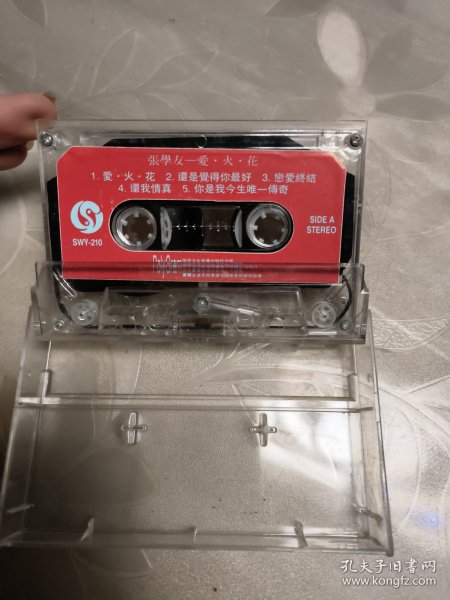 張學友—愛·火·花
1. 愛·火·花 2. 還是覺得你最好 3. 戀愛終結
4. 還我情真 5. 你是我今生唯一傳奇
SWY-210
SIDE A
STEREO
PolyGram
孔夫子旧书网
www.kongfz.com